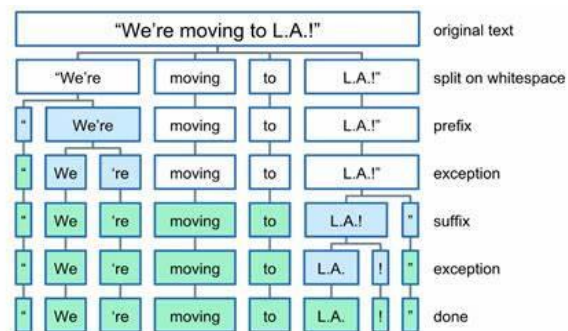 “We’re moving to L.A.!” original text
“We’re moving to L.A.!” split on whitespace
“ We’re moving to L.A.!” prefix
“ We ’re moving to L.A.!” exception
“ We ’re moving to L.A.! ” suffix
“ We ’re moving to L.A. ! ” exception
“ We ’re moving to L.A. ! ” done